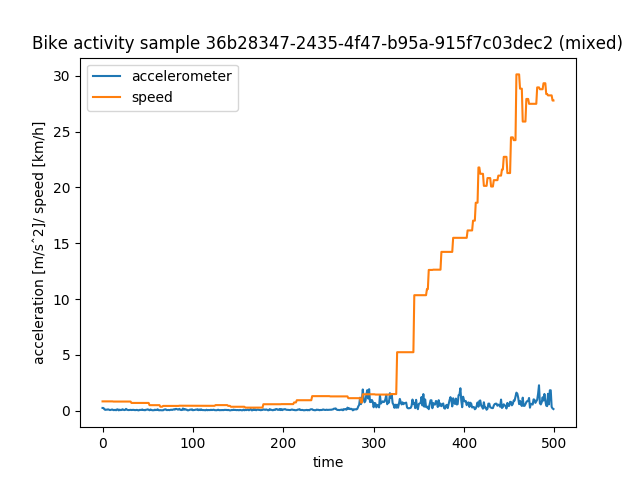 Bike activity sample 36b28347-2435-4f47-b95a-915f7c03dec2 (mixed)
accelerometer
speed
acceleration [m/s^2]/ speed [km/h]
30
25
20
15
10
5
0
0 100 200 300 400 500
time